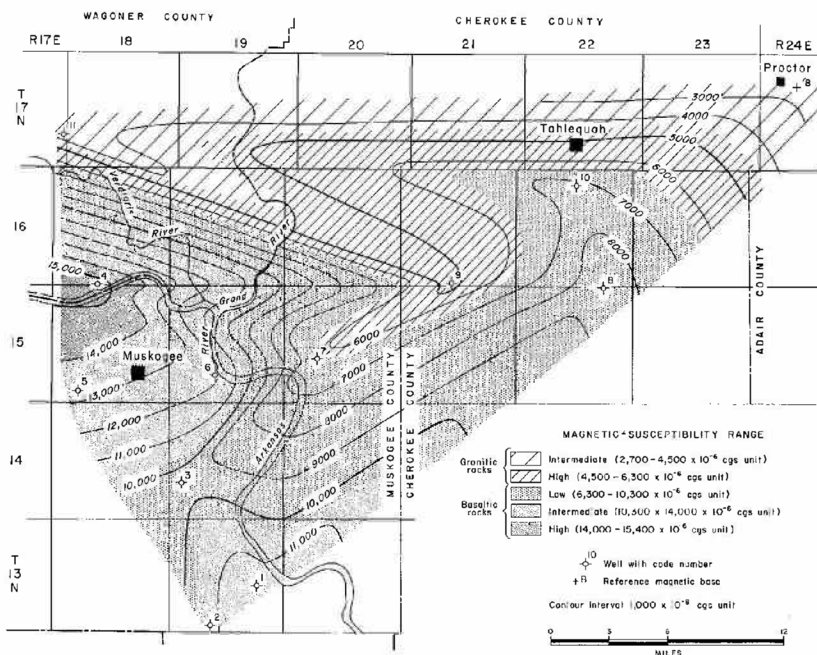 WAGONER COUNTY
CHEROKEE COUNTY
R17E 18 19 20 21 22 23 R24E
Proctor
8
T
17
N
3000
4000
11
Tahlequah
5000
6000
10
Verdigris
River
River
7000
16
15,000
4
9
8000
8
Grand
ADAIR COUNTY
15
River
14,000
7
6000
Muskogee
6
7000
5
13,000
MUSKOGEE COUNTY
CHEROKEE COUNTY
12,000
8000
Arkansas
11,000
9000
14
10,000
3
10,000
11,000
T
13
N
1
2
MAGNETIC-SUSCEPTIBILITY RANGE
Granitic rocks
Intermediate (2,700-4,500 x 10⁻⁶ cgs unit)
High (4,500-6,300 x 10⁻⁶ cgs unit)
Basaltic rocks
Low (6,300-10,300 x 10⁻⁶ cgs unit)
Intermediate (10,300 x 14,000 x 10⁻⁶ cgs unit)
High (14,000-15,400 x 10⁻⁶ cgs unit)
10
Well with code number
+B Reference magnetic base
Contour interval 1,000 x 10⁻⁶ cgs unit
0 6 12
MILES